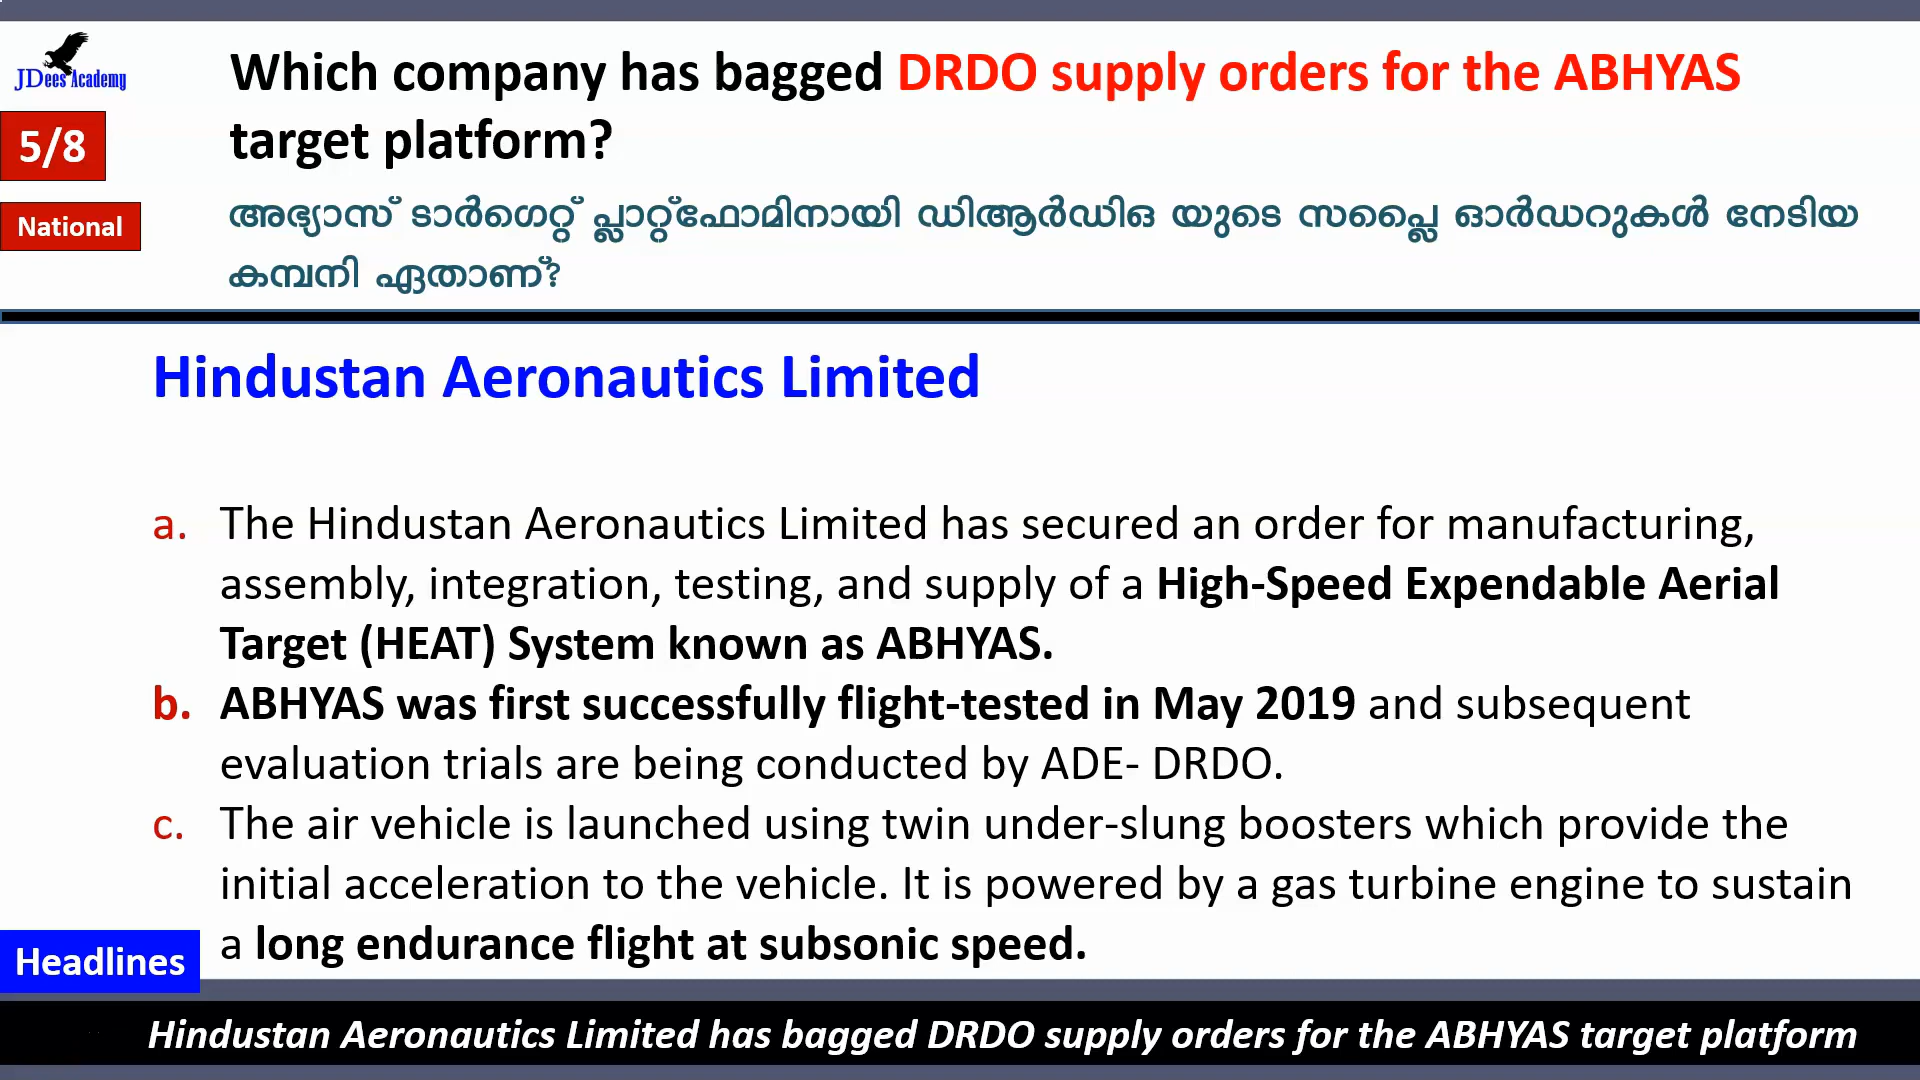 JDees Academy
Which company has bagged DRDO supply orders for the ABHYAS
target platform?
5/8
National
അഭ്യാസ് ടാർഗെറ്റ് പ്ലാറ്റ്ഫോമിനായി ഡിആർഡിഒ യുടെ സപ്ലൈ ഓർഡറുകൾ നേടിയ
കമ്പനി ഏതാണ്?
Hindustan Aeronautics Limited
a. The Hindustan Aeronautics Limited has secured an order for manufacturing,
assembly, integration, testing, and supply of a High-Speed Expendable Aerial
Target (HEAT) System known as ABHYAS.
b. ABHYAS was first successfully flight-tested in May 2019 and subsequent
evaluation trials are being conducted by ADE- DRDO.
c. The air vehicle is launched using twin under-slung boosters which provide the
initial acceleration to the vehicle. It is powered by a gas turbine engine to sustain
a long endurance flight at subsonic speed.
Headlines
Hindustan Aeronautics Limited has bagged DRDO supply orders for the ABHYAS target platform